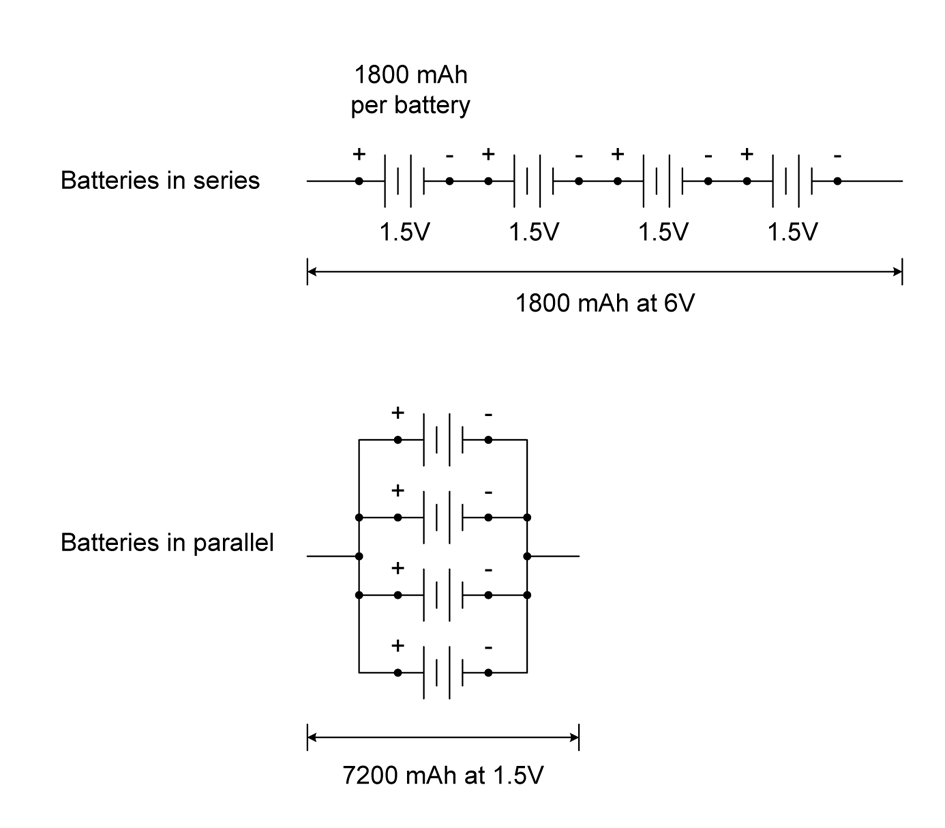 1800 mAh
per battery
+ - + - + - + -
Batteries in series
1.5V 1.5V 1.5V 1.5V
1800 mAh at 6V
+ -
+ -
Batteries in parallel
+ -
+ -
7200 mAh at 1.5V